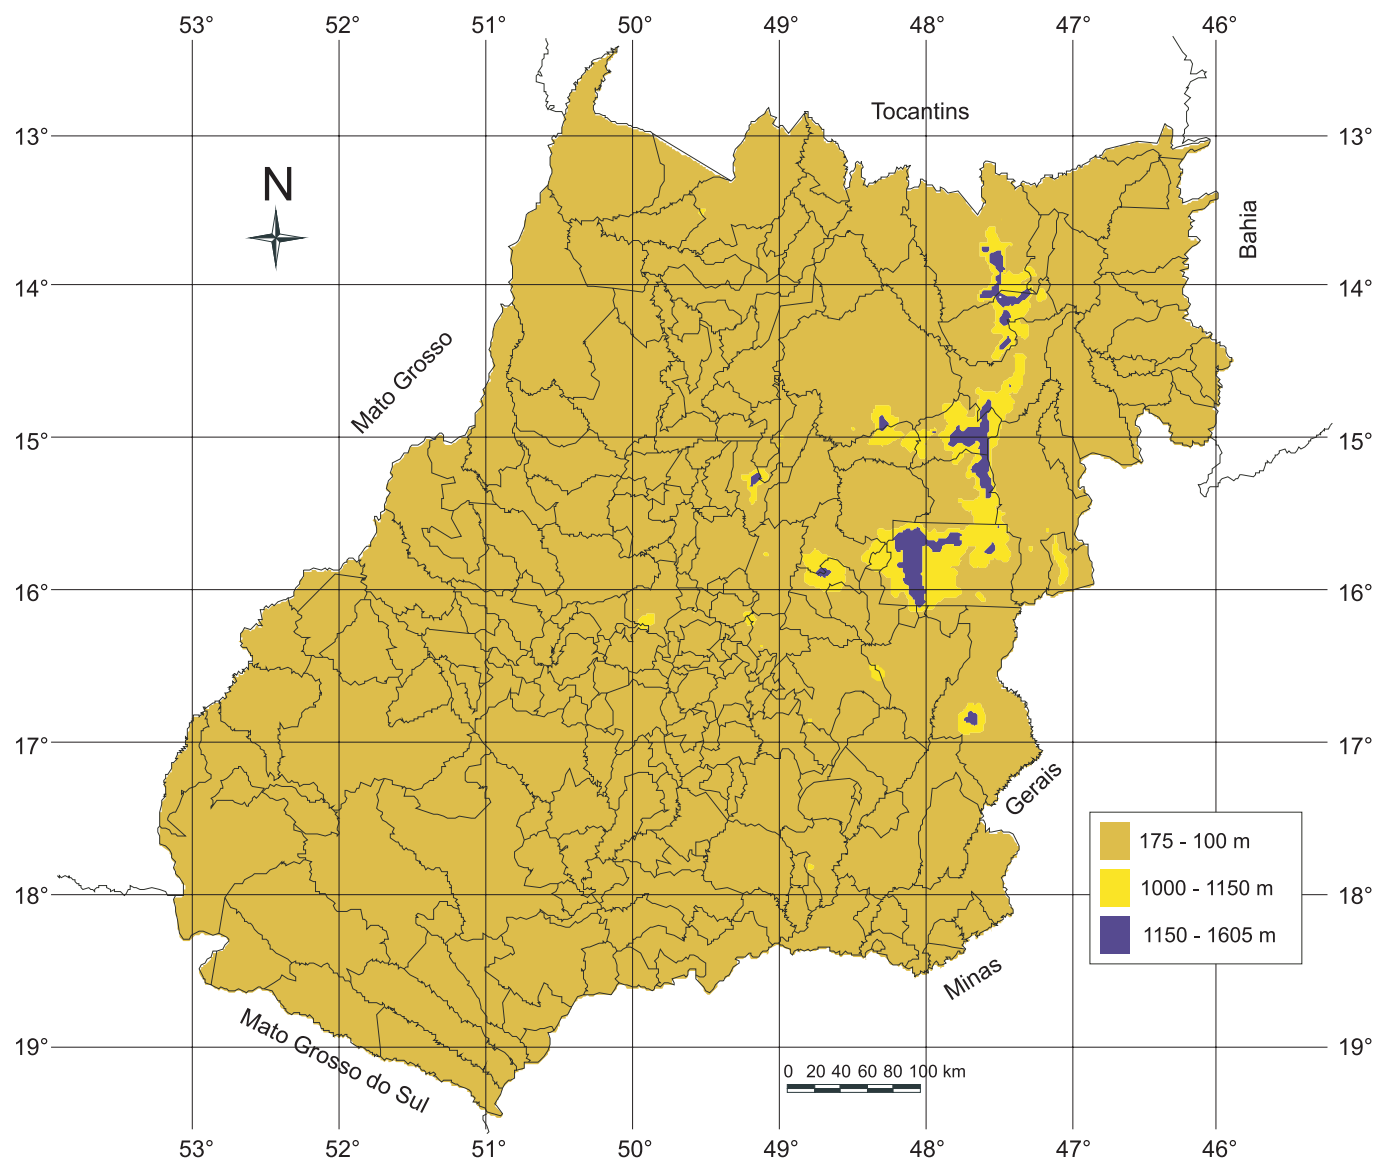 53° 52° 51° 50° 49° 48° 47° 46°
Tocantins
13° 13°
N
Bahia
14° 14°
Mato Grosso
15° 15°
16° 16°
17° 17°
Gerais
175 - 100 m
1000 - 1150 m
18° 18°
1150 - 1605 m
Minas
Mato Grosso do Sul
19° 19°
0 20 40 60 80 100 km
53° 52° 51° 50° 49° 48° 47° 46°